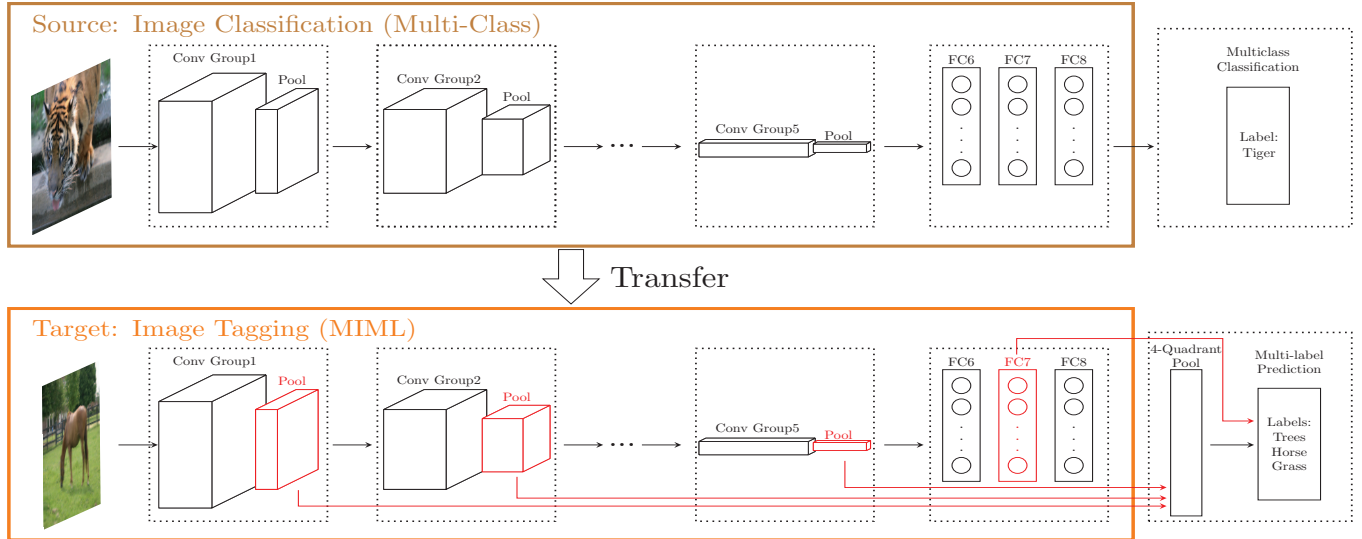 Source: Image Classification (Multi-Class)
Conv Group1
Pool
Conv Group2
Pool
...
Conv Group5
Pool
FC6
FC7
FC8
Multiclass
Classification
Label:
Tiger
Transfer
Target: Image Tagging (MIML)
Conv Group1
Pool
Conv Group2
Pool
...
Conv Group5
Pool
FC6
FC7
FC8
4-Quadrant
Pool
Multi-label
Prediction
Labels:
Trees
Horse
Grass